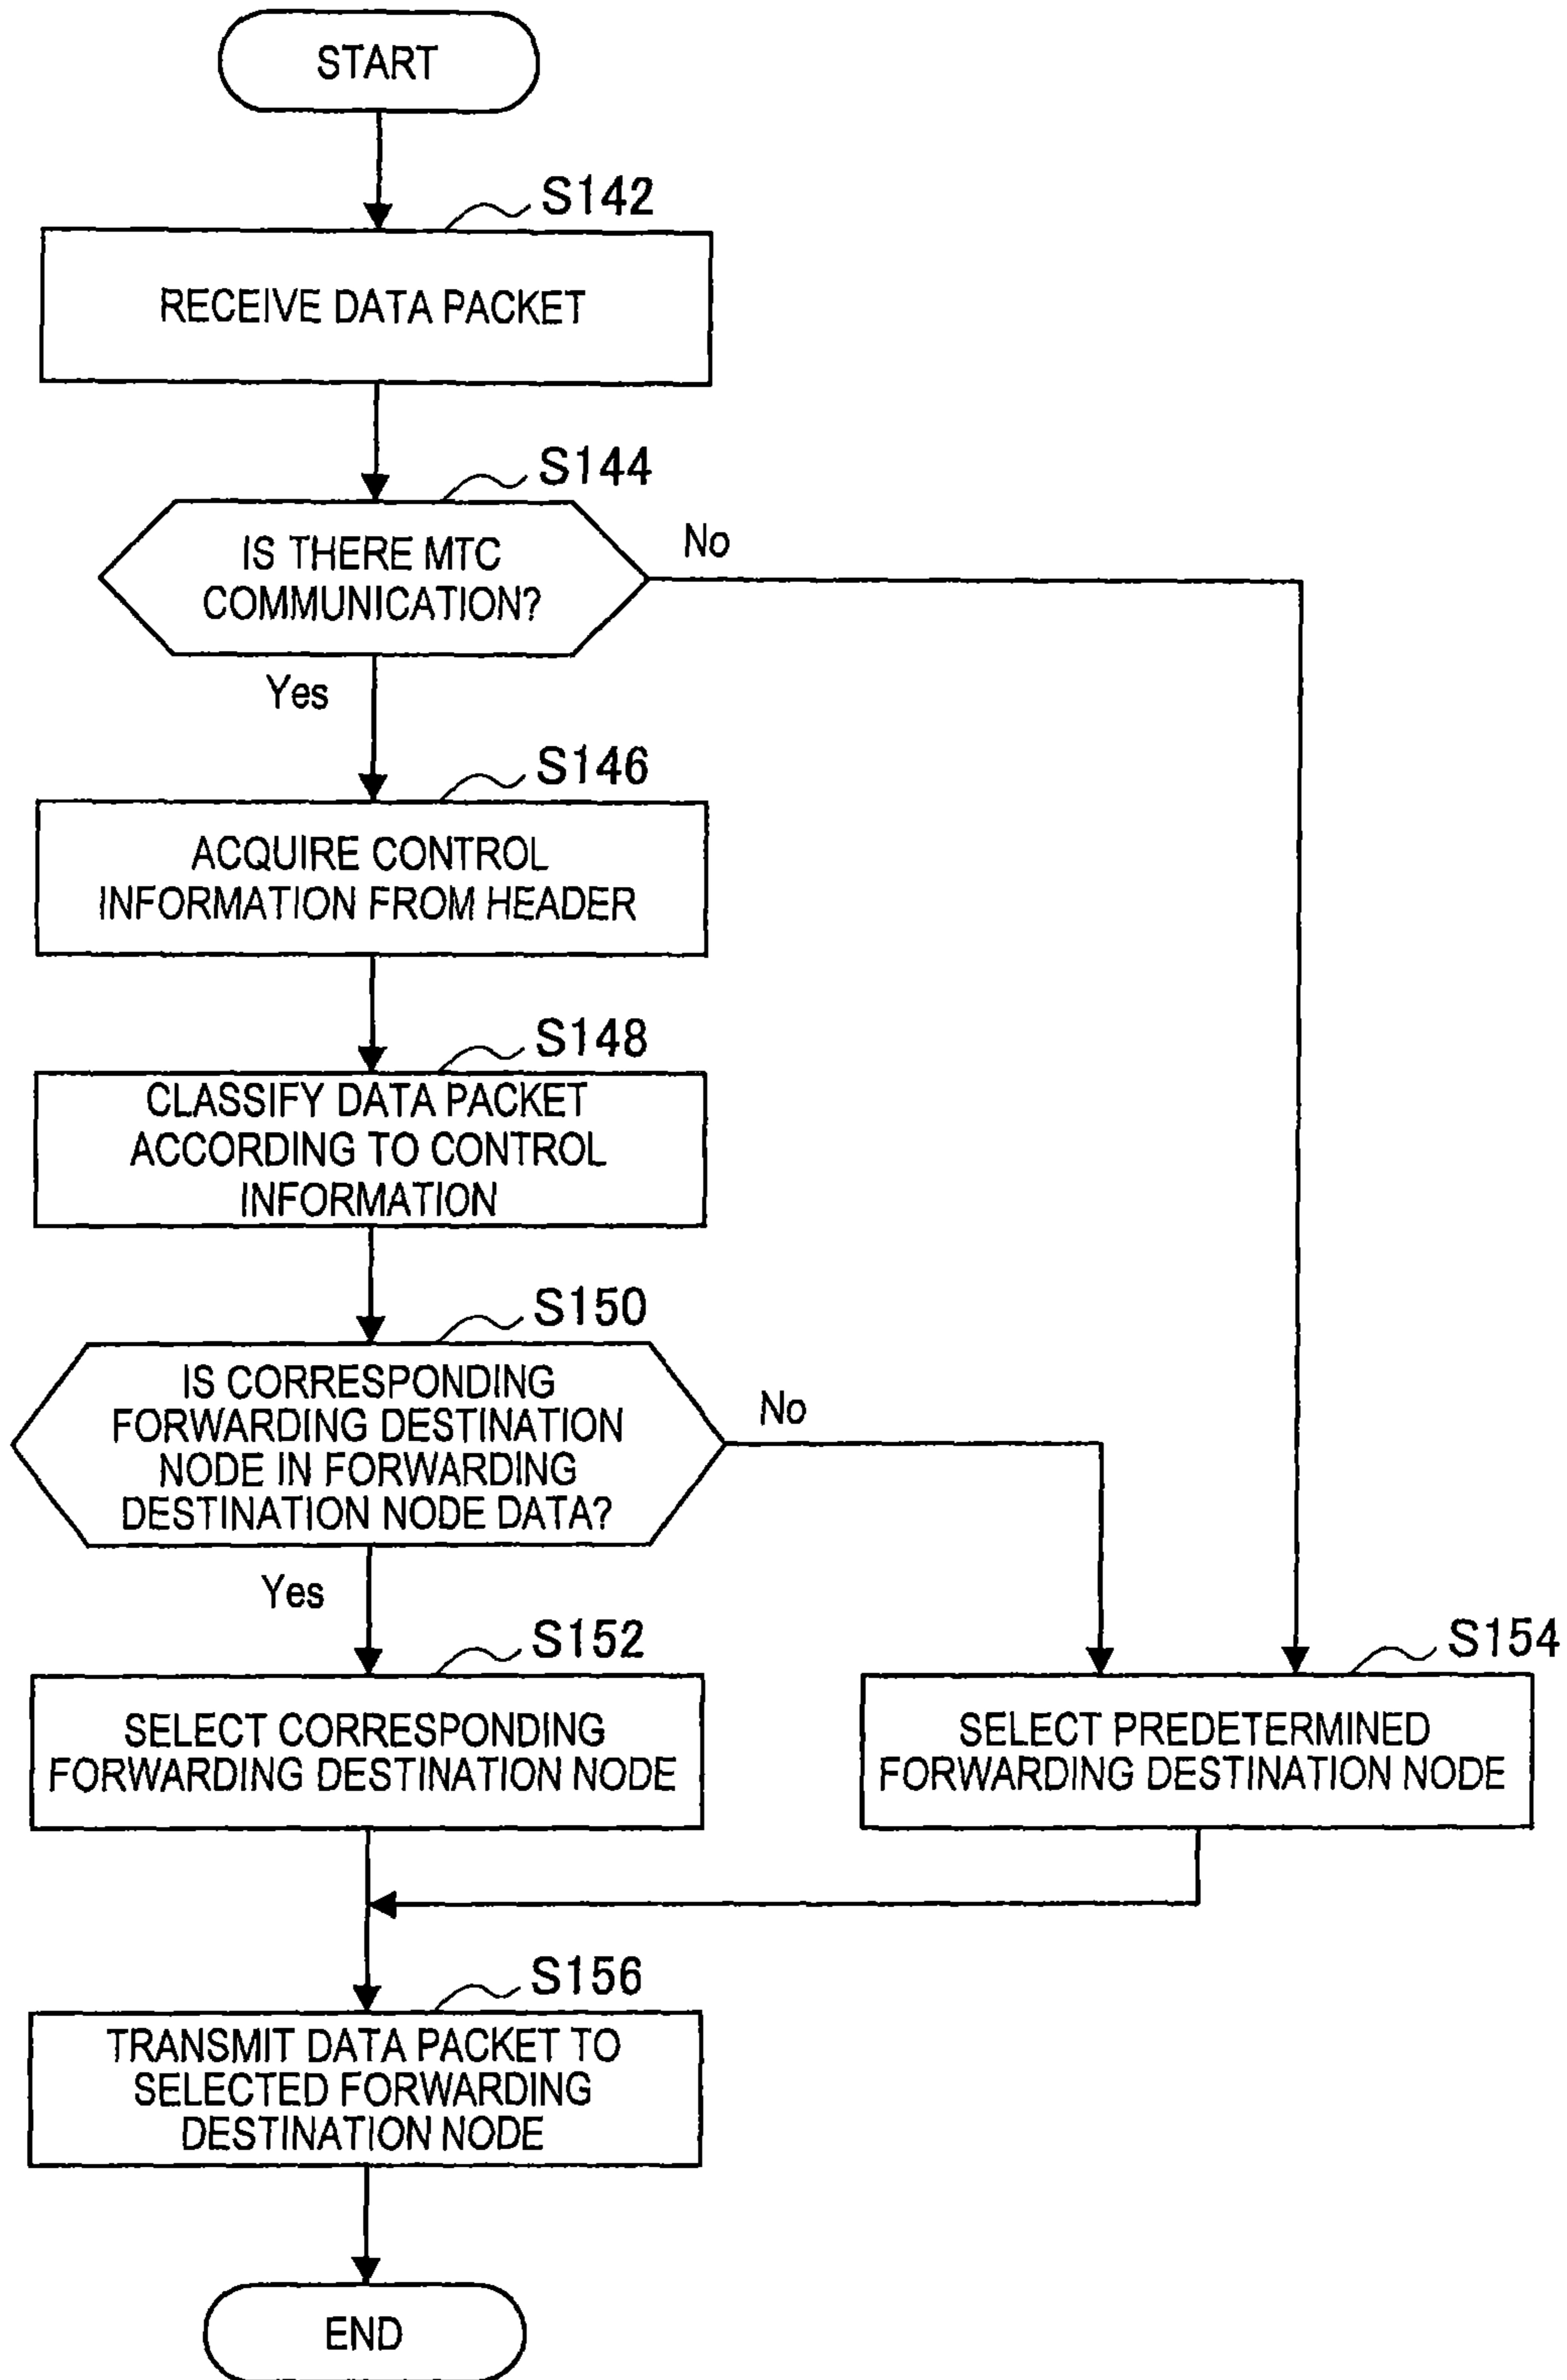 START
S142
RECEIVE DATA PACKET
S144
IS THERE MTC
COMMUNICATION?
No
Yes
S146
ACQUIRE CONTROL
INFORMATION FROM HEADER
S148
CLASSIFY DATA PACKET
ACCORDING TO CONTROL
INFORMATION
S150
IS CORRESPONDING
FORWARDING DESTINATION
NODE IN FORWARDING
DESTINATION NODE DATA?
No
Yes
S152
SELECT CORRESPONDING
FORWARDING DESTINATION NODE
S154
SELECT PREDETERMINED
FORWARDING DESTINATION NODE
S156
TRANSMIT DATA PACKET TO
SELECTED FORWARDING
DESTINATION NODE
END